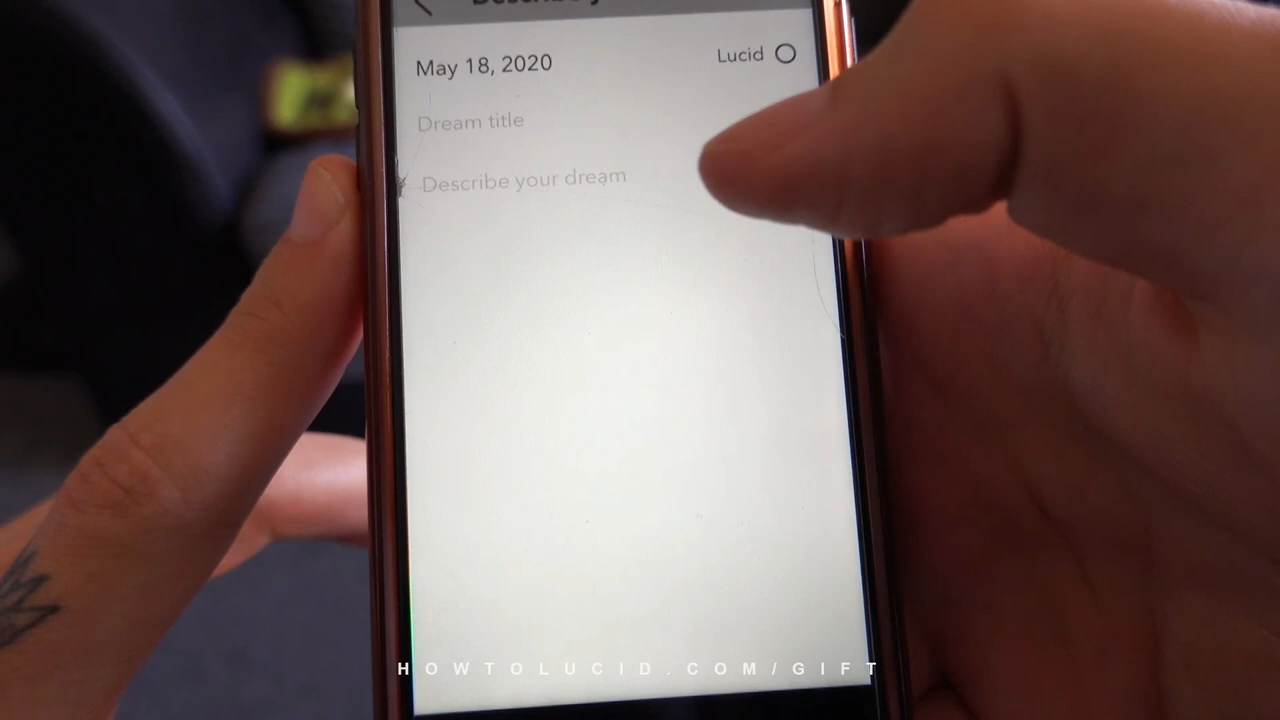 May 18, 2020
Lucid
Dream title
Describe your dream
HOWTOLUCID.COM/GIFT